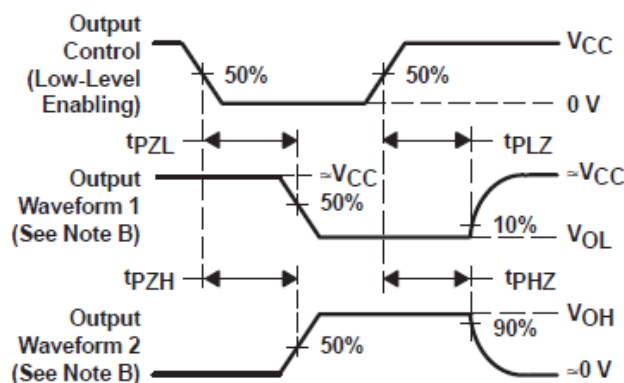 Output
Control
(Low-Level
Enabling)
50%
50%
VCC
0 V
tPZL
tPLZ
Output
Waveform 1
(See Note B)
≈VCC
50%
≈VCC
10%
VOL
tPZH
tPHZ
Output
Waveform 2
(See Note B)
50%
VOH
90%
≈0 V